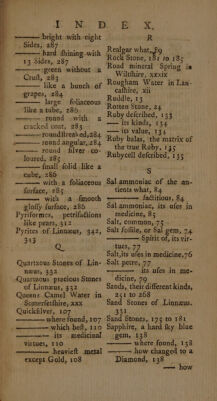 INDEX.
——— bright with eight
Sides, 287
——— hard shining with
13 Sides, 287
——— green without a
Crust, 283
——— like a bunch of
grapes, 284
——— large foliaceous
like a tube, 286
——— round with a
cracked coat, 283
——— round streaked, 284
——— round angular, 284
——— round silver co-
loured, 285
——— small solid like a
cube, 286
——— with a foliaceous
surface, 285
——— with a smooth
glossy surface, 286
Pyriformes, petrifactions
like pears, 312
Pyrites of Linnæus, 342,
313
Q
Quartzous Stones of Lin-
næus, 332
Quartzous precious Stones
of Linnæus, 332
Queens Camel Water in
Somersetshire, xxx
Quicksilver, 107
——— where found, 107
——— which best, 110
——— its medicinal
virtues, 110
——— heaviest metal
except Gold, 108
R
Realgar what, 89
Rock Stone, 181 to 185
Road mineral Spring in
Wiltshire, xxxix
Rougham Water in Lan-
cashire, xii
Ruddle, 13
Rotten Stone, 24
Ruby described, 133
——— its kinds, 134
——— its value, 134
Ruby balas, the matrix of
the true Ruby, 135
Rubycell described, 135
S
Sal ammoniac of the an-
tients what, 84
——— factitious, 84
Sal ammoniac, its uses in
medicine, 85
Salt, common, 75
Salt fossile, or Sal gem, 74
——— Spirit of, its vir-
tues, 77
Salt, its uses in medicine, 76
Salt petre, 77
——— its uses in me-
dicine, 79
Sands, their different kinds,
251 to 268
Sand Stones of Linnæus,
331
Sand Stones, 175 to 181
Sapphire, a hard sky blue
gem, 138
——— where found, 138
——— how changed to a
Diamond, 138
—— how